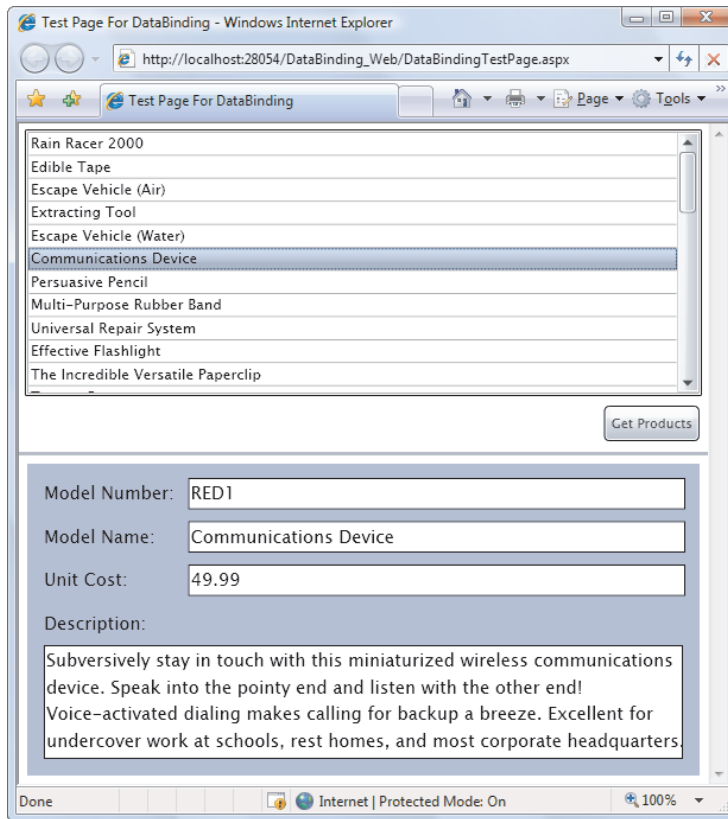 Test Page For DataBinding - Windows Internet Explorer
http://localhost:28054/DataBinding_Web/DataBindingTestPage.aspx
Test Page For DataBinding
Page
Tools
Rain Racer 2000
Edible Tape
Escape Vehicle (Air)
Extracting Tool
Escape Vehicle (Water)
Communications Device
Persuasive Pencil
Multi-Purpose Rubber Band
Universal Repair System
Effective Flashlight
The Incredible Versatile Paperclip
Get Products
Model Number: RED1
Model Name: Communications Device
Unit Cost: 49.99
Description:
Subversively stay in touch with this miniaturized wireless communications
device. Speak into the pointy end and listen with the other end!
Voice-activated dialing makes calling for backup a breeze. Excellent for
undercover work at schools, rest homes, and most corporate headquarters.
Done Internet | Protected Mode: On 100%